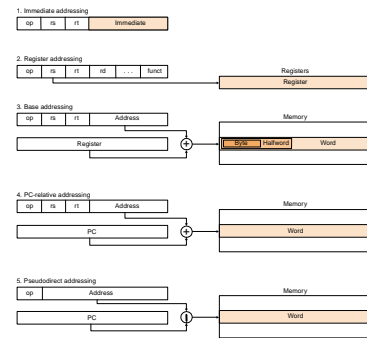 1. Immediate addressing
op rs rt Immediate
2. Register addressing
op rs rt rd . . . funct Registers
Register
3. Base addressing
op rs rt Address Memory
Register + Byte Halfword Word
4. PC-relative addressing
op rs rt Address Memory
PC + Word
5. Pseudodirect addressing
op Address Memory
PC Word